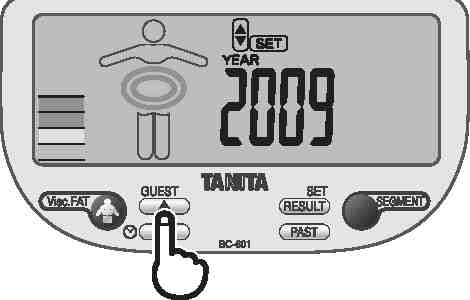 SET
YEAR
2009
TANITA
Visc.FAT
GUEST
SET
RESULT
SEGMENT
PAST
BC-601